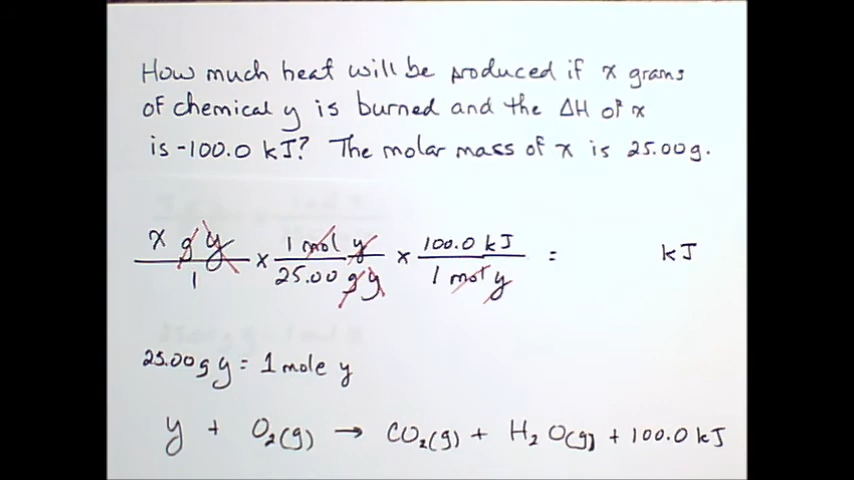 How much heat will be produced if x grams
of chemical y is burned and the ΔH of x
is -100.0 kJ? The molar mass of x is 25.00g.
x g y / 1 x 1 mol y / 25.00 g y x 100.0 kJ / 1 mol y = kJ
25.00g y = 1 mole y
y + O₂(g) → CO₂(g) + H₂O(g) + 100.0 kJ